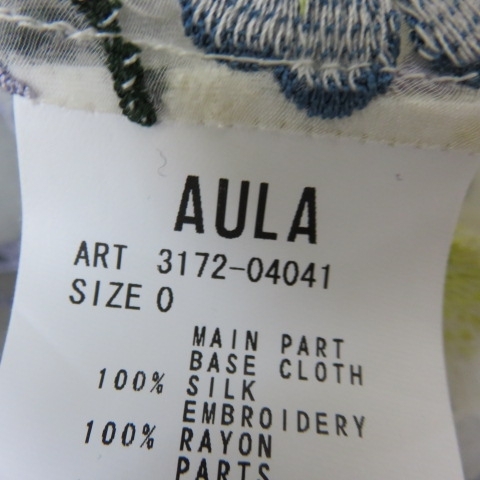 AULA
ART 3172-04041
SIZE 0
MAIN PART
BASE CLOTH
100% SILK
EMBROIDERY
100% RAYON
PARTS